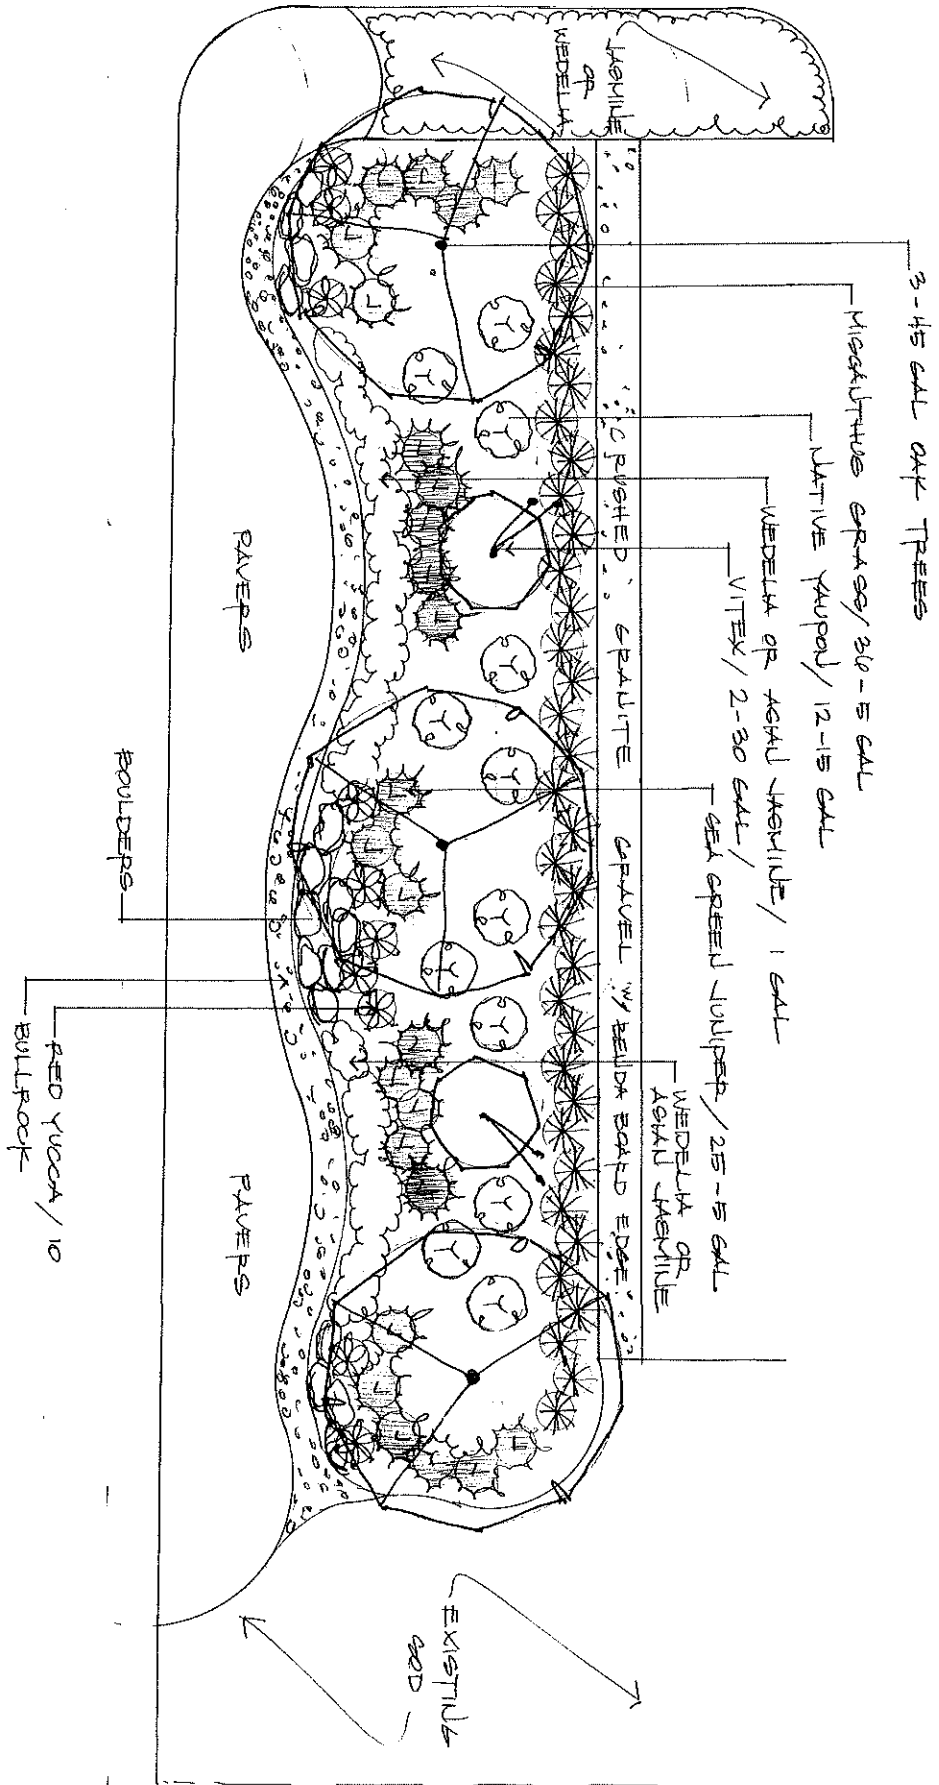 3-45 GAL OAK TREES
MISCANTHUS GRASS/36-5 GAL
NATIVE YAUPON/12-15 GAL
WEDELIA OR ASIAN JASMINE/ 1 GAL
VITEX/2-30 GAL/
SEA GREEN JUNIPER/25-5 GAL
WEDELIA OR
ASIAN JASMINE
JASMINE
OR
WEDELIA
CRUSHED GRANITE GRAVEL W/ BENDA BOARD EDGE
L
L
L
L
L
L
Y
Y
Y
Y
Y
Y
Y
Y
Y
Y
Y
Y
PAVERS
PAVERS
BOULDERS
RED YUCCA/10
BULLROCK
EXISTING
SOD